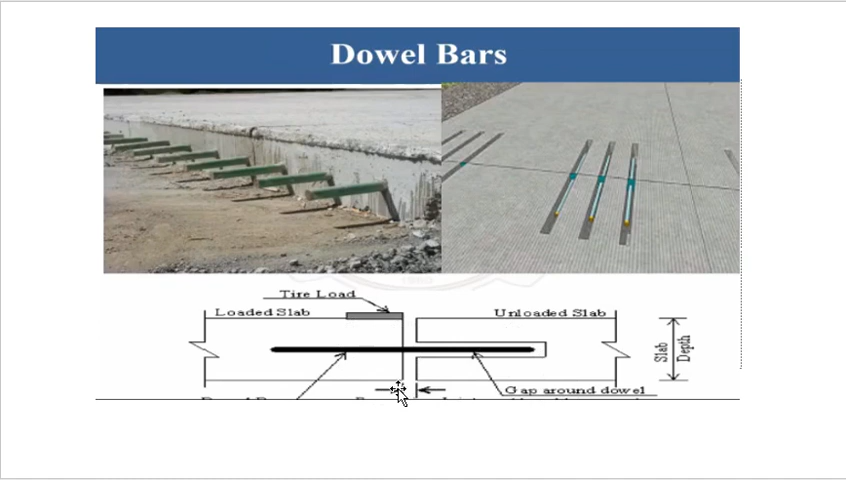 Dowel Bars
Tire Load
Loaded Slab
Unloaded Slab
Slab
Depth
Gap around dowel